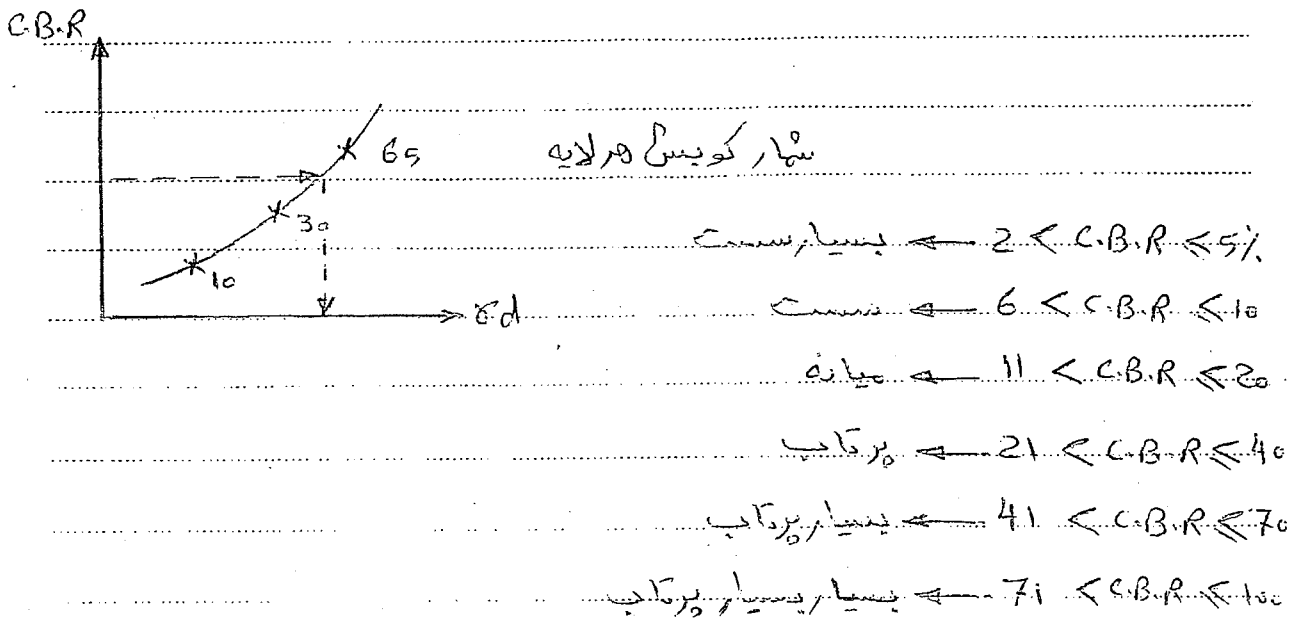 C.B.R
65
شمار کوبش هر لایه
30
10
γd
2 < C.B.R ≤ 5% ← بسیار سست
6 < C.B.R ≤ 10 ← سست
11 < C.B.R ≤ 20 ← میانه
21 < C.B.R ≤ 40 ← پرتاب
41 < C.B.R ≤ 70 ← بسیار پرتاب
71 < C.B.R ≤ 100 ← بسیار بسیار پرتاب